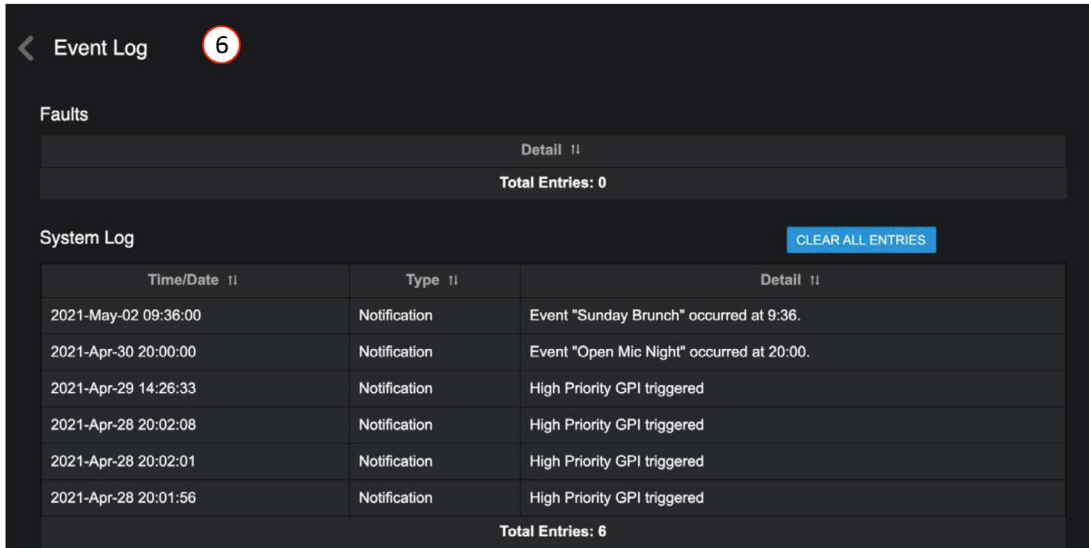 Event Log 6
Faults
Detail
Total Entries: 0
System Log CLEAR ALL ENTRIES
Time/Date Type Detail
2021-May-02 09:36:00 Notification Event "Sunday Brunch" occurred at 9:36.
2021-Apr-30 20:00:00 Notification Event "Open Mic Night" occurred at 20:00.
2021-Apr-29 14:26:33 Notification High Priority GPI triggered
2021-Apr-28 20:02:08 Notification High Priority GPI triggered
2021-Apr-28 20:02:01 Notification High Priority GPI triggered
2021-Apr-28 20:01:56 Notification High Priority GPI triggered
Total Entries: 6